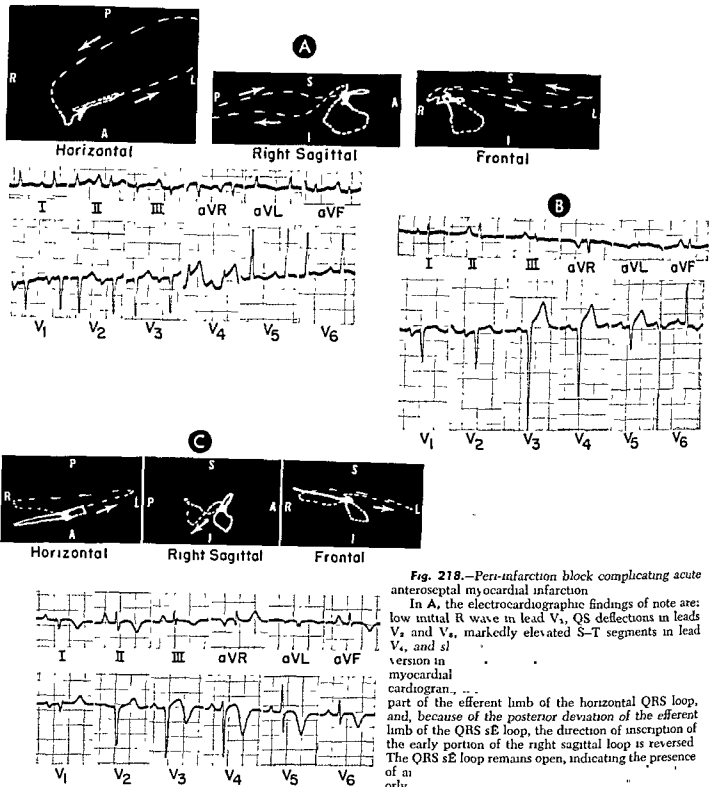 A
P
R
L
A
Horizontal
P
S
A
I
Right Sagittal
S
R
L
I
Frontal
I II III aVR aVL aVF
V1 V2 V3 V4 V5 V6
B
I II III aVR aVL aVF
V1 V2 V3 V4 V5 V6
C
P
R
L
A
Horizontal
S
P
A
I
Right Sagittal
S
R
L
I
Frontal
I II III aVR aVL aVF
V1 V2 V3 V4 V5 V6
Fig. 218.—Peri-infarction block complicating acute
anteroseptal myocardial infarction
In A, the electrocardiographic findings of note are:
low initial R wave in lead V1, QS deflections in leads
V2 and V3, markedly elevated S–T segments in lead
V4, and sl
version in
myocardial
cardiogran
part of the efferent limb of the horizontal QRS loop,
and, because of the posterior deviation of the efferent
limb of the QRS sÊ loop, the direction of inscription of
the early portion of the right sagittal loop is reversed
The QRS sÊ loop remains open, indicating the presence
of